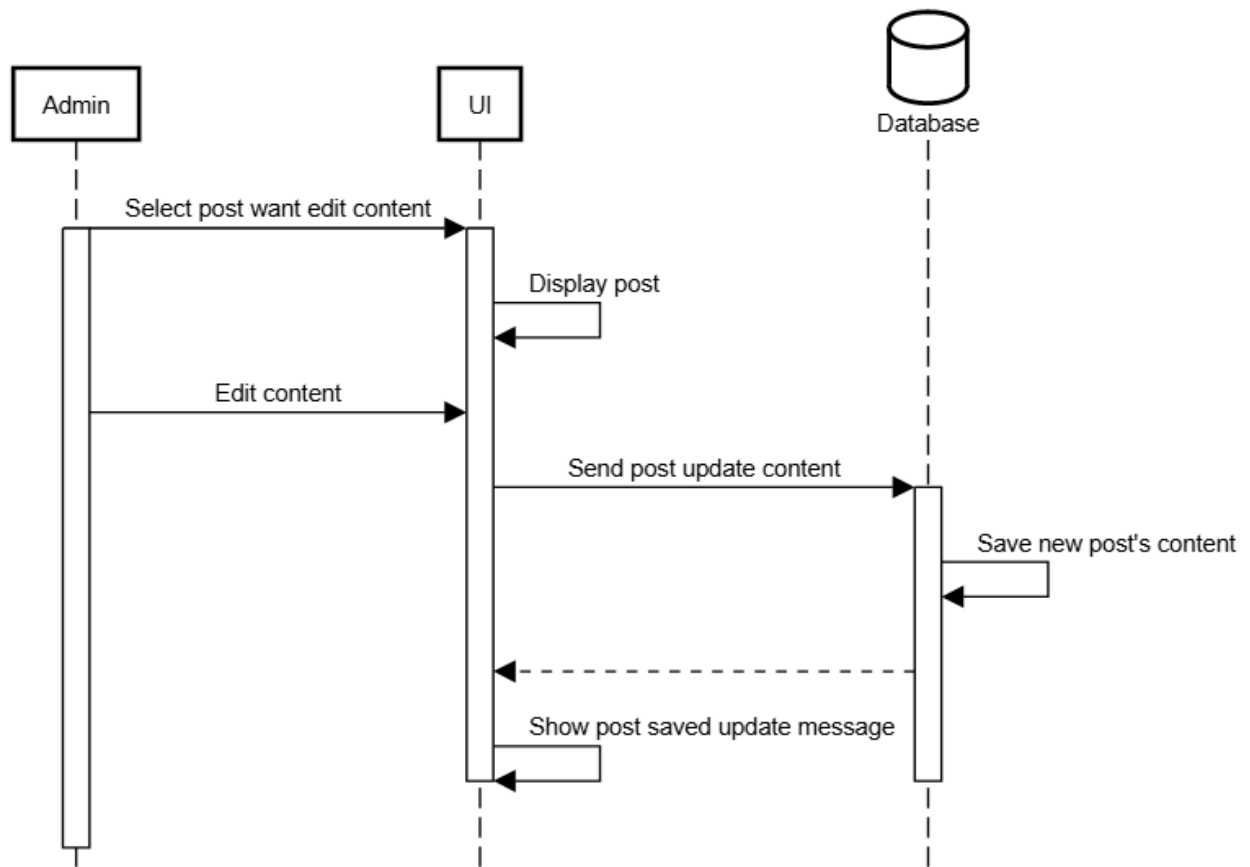 Admin
UI
Database
Select post want edit content
Display post
Edit content
Send post update content
Save new post's content
Show post saved update message